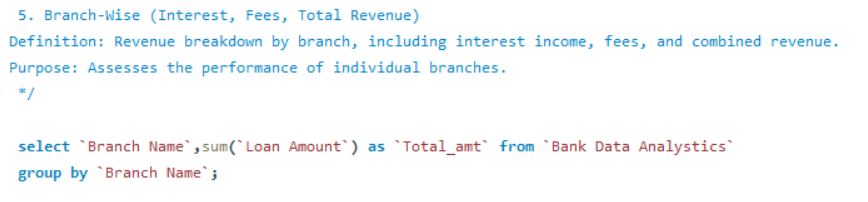 5. Branch-Wise (Interest, Fees, Total Revenue)
Definition: Revenue breakdown by branch, including interest income, fees, and combined revenue.
Purpose: Assesses the performance of individual branches.
*/
select `Branch Name`,sum(`Loan Amount`) as `Total_amt` from `Bank Data Analystics`
group by `Branch Name`;